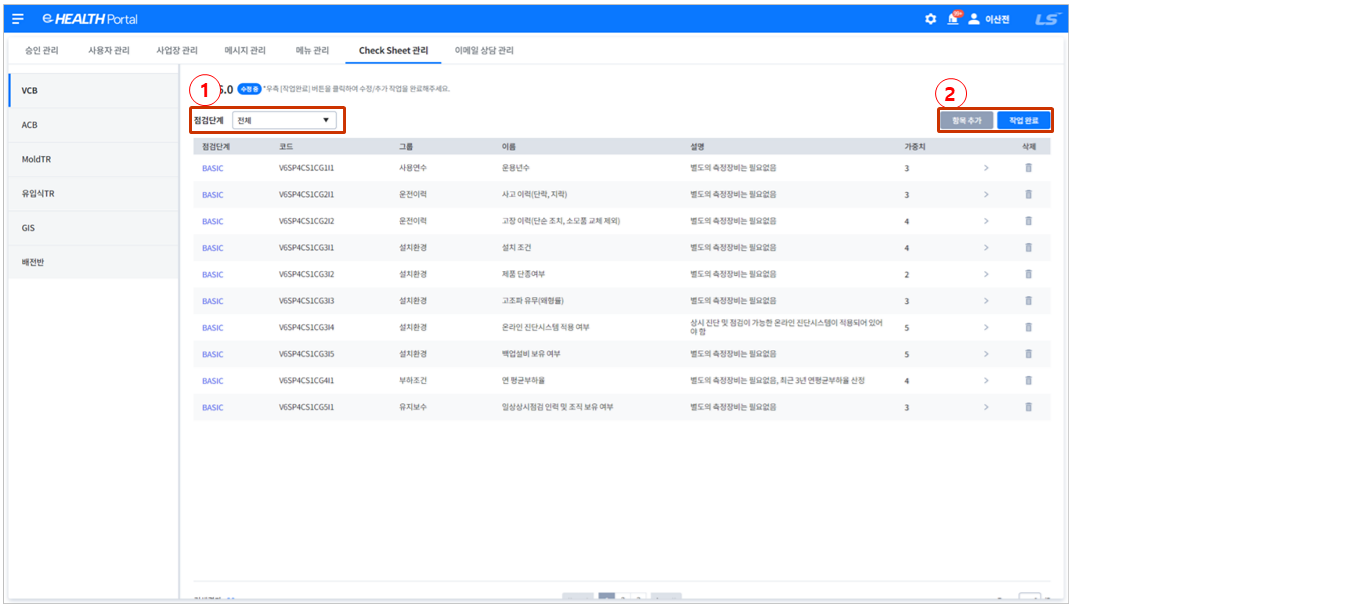 e-HEALTH Portal
99+
이산전
LS
승인 관리 사용자 관리 사업장 관리 메시지 관리 메뉴 관리 Check Sheet 관리 이메일 상담 관리
VCB
ACB
MoldTR
유입식TR
GIS
배전반
1
.0 수정 중 *우측 [작업완료] 버튼을 클릭하여 수정/추가 작업을 완료해주세요.
2
점검단계 전체 ▼
항목 추가 작업 완료
점검단계 코드 그룹 이름 설명 가중치 삭제
BASIC V6SP4CS1CG1I1 사용연수 운용년수 별도의 측정장비는 필요없음 3 >
BASIC V6SP4CS1CG2I1 운전이력 사고 이력(단락, 지락) 별도의 측정장비는 필요없음 3 >
BASIC V6SP4CS1CG2I2 운전이력 고장 이력(단순 조치, 소모품 교체 제외) 별도의 측정장비는 필요없음 4 >
BASIC V6SP4CS1CG3I1 설치환경 설치 조건 별도의 측정장비는 필요없음 4 >
BASIC V6SP4CS1CG3I2 설치환경 제품 단종여부 별도의 측정장비는 필요없음 2 >
BASIC V6SP4CS1CG3I3 설치환경 고조파 유무(왜형률) 별도의 측정장비는 필요없음 3 >
BASIC V6SP4CS1CG3I4 설치환경 온라인 진단시스템 적용 여부 상시 진단 및 점검이 가능한 온라인 진단시스템이 적용되어 있어
야 함 5 >
BASIC V6SP4CS1CG3I5 설치환경 백업설비 보유 여부 별도의 측정장비는 필요없음 5 >
BASIC V6SP4CS1CG4I1 부하조건 연 평균부하율 별도의 측정장비는 필요없음, 최근 3년 연평균부하율 산정 4 >
BASIC V6SP4CS1CG5I1 유지보수 일상상시점검 인력 및 조직 보유 여부 별도의 측정장비는 필요없음 3 >